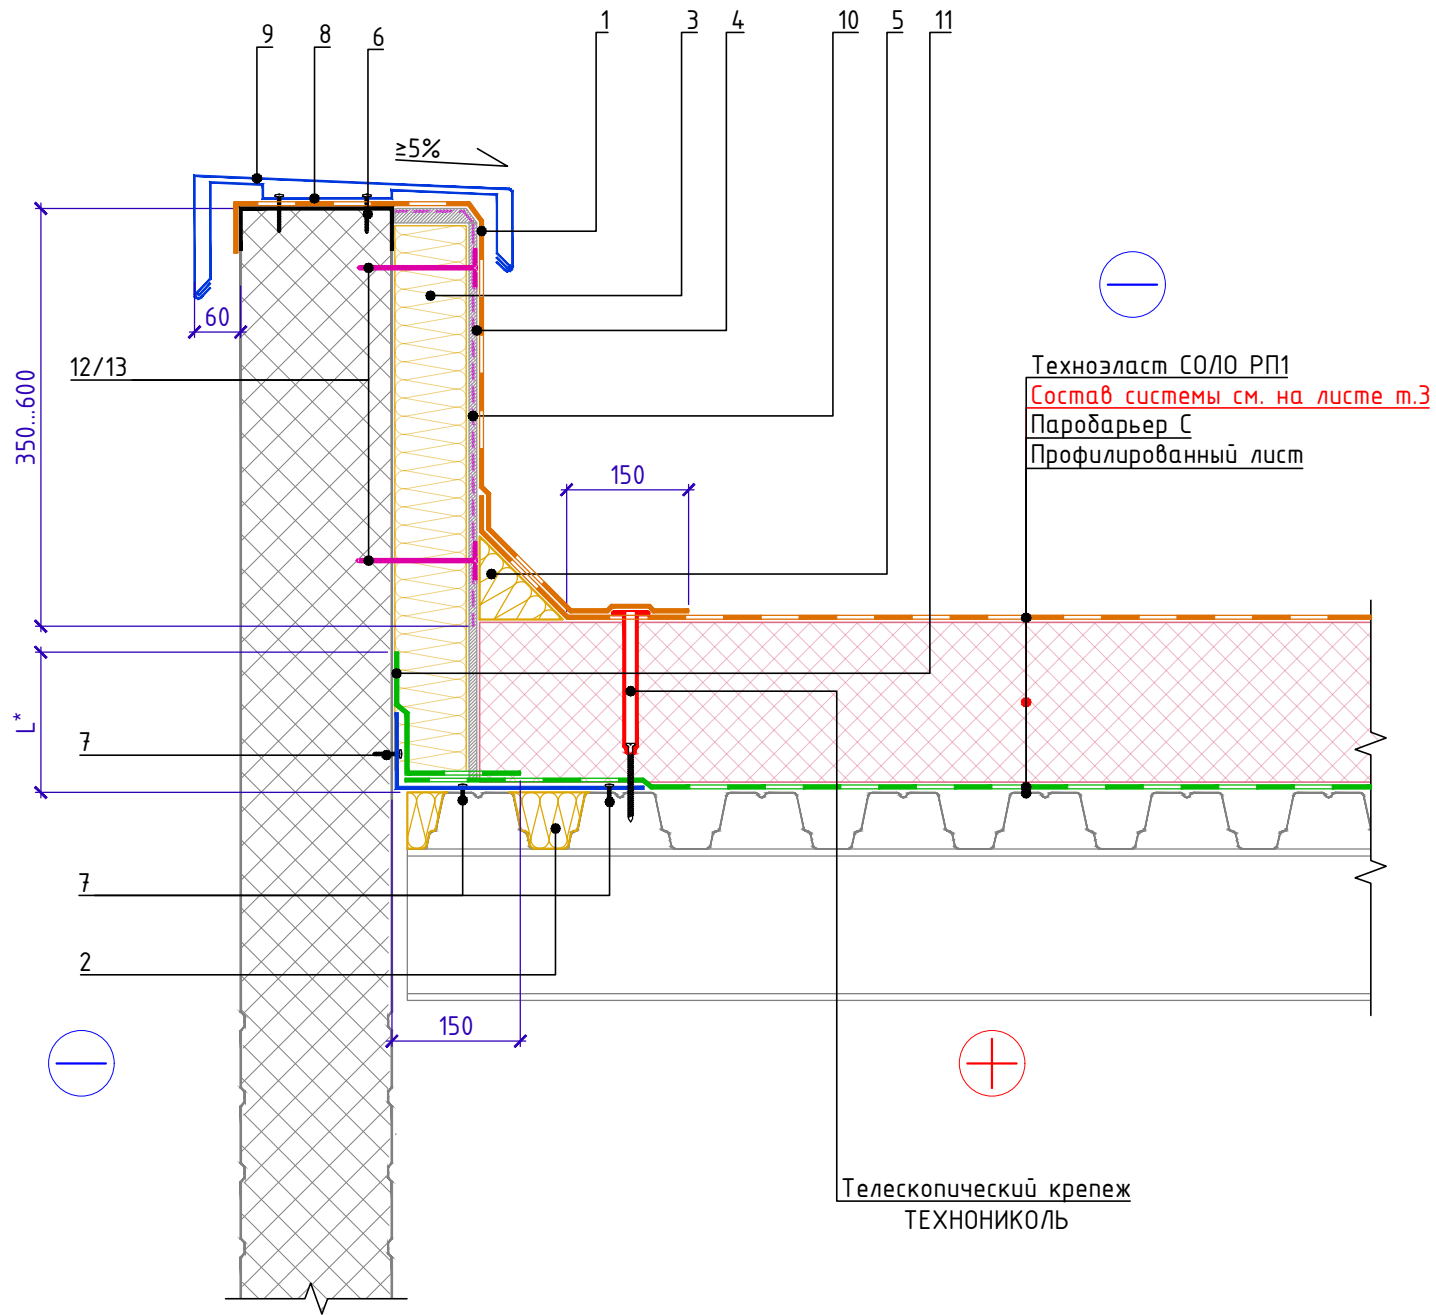 9
8
6
1
3
4
10
5
11
≥5%
60
12/13
350...600
150
Техноэласт СОЛО РП1
Состав системы см. на листе т.3
Паробарьер С
Профилированный лист
L*
7
7
2
150
Телескопический крепеж
ТЕХНОНИКОЛЬ